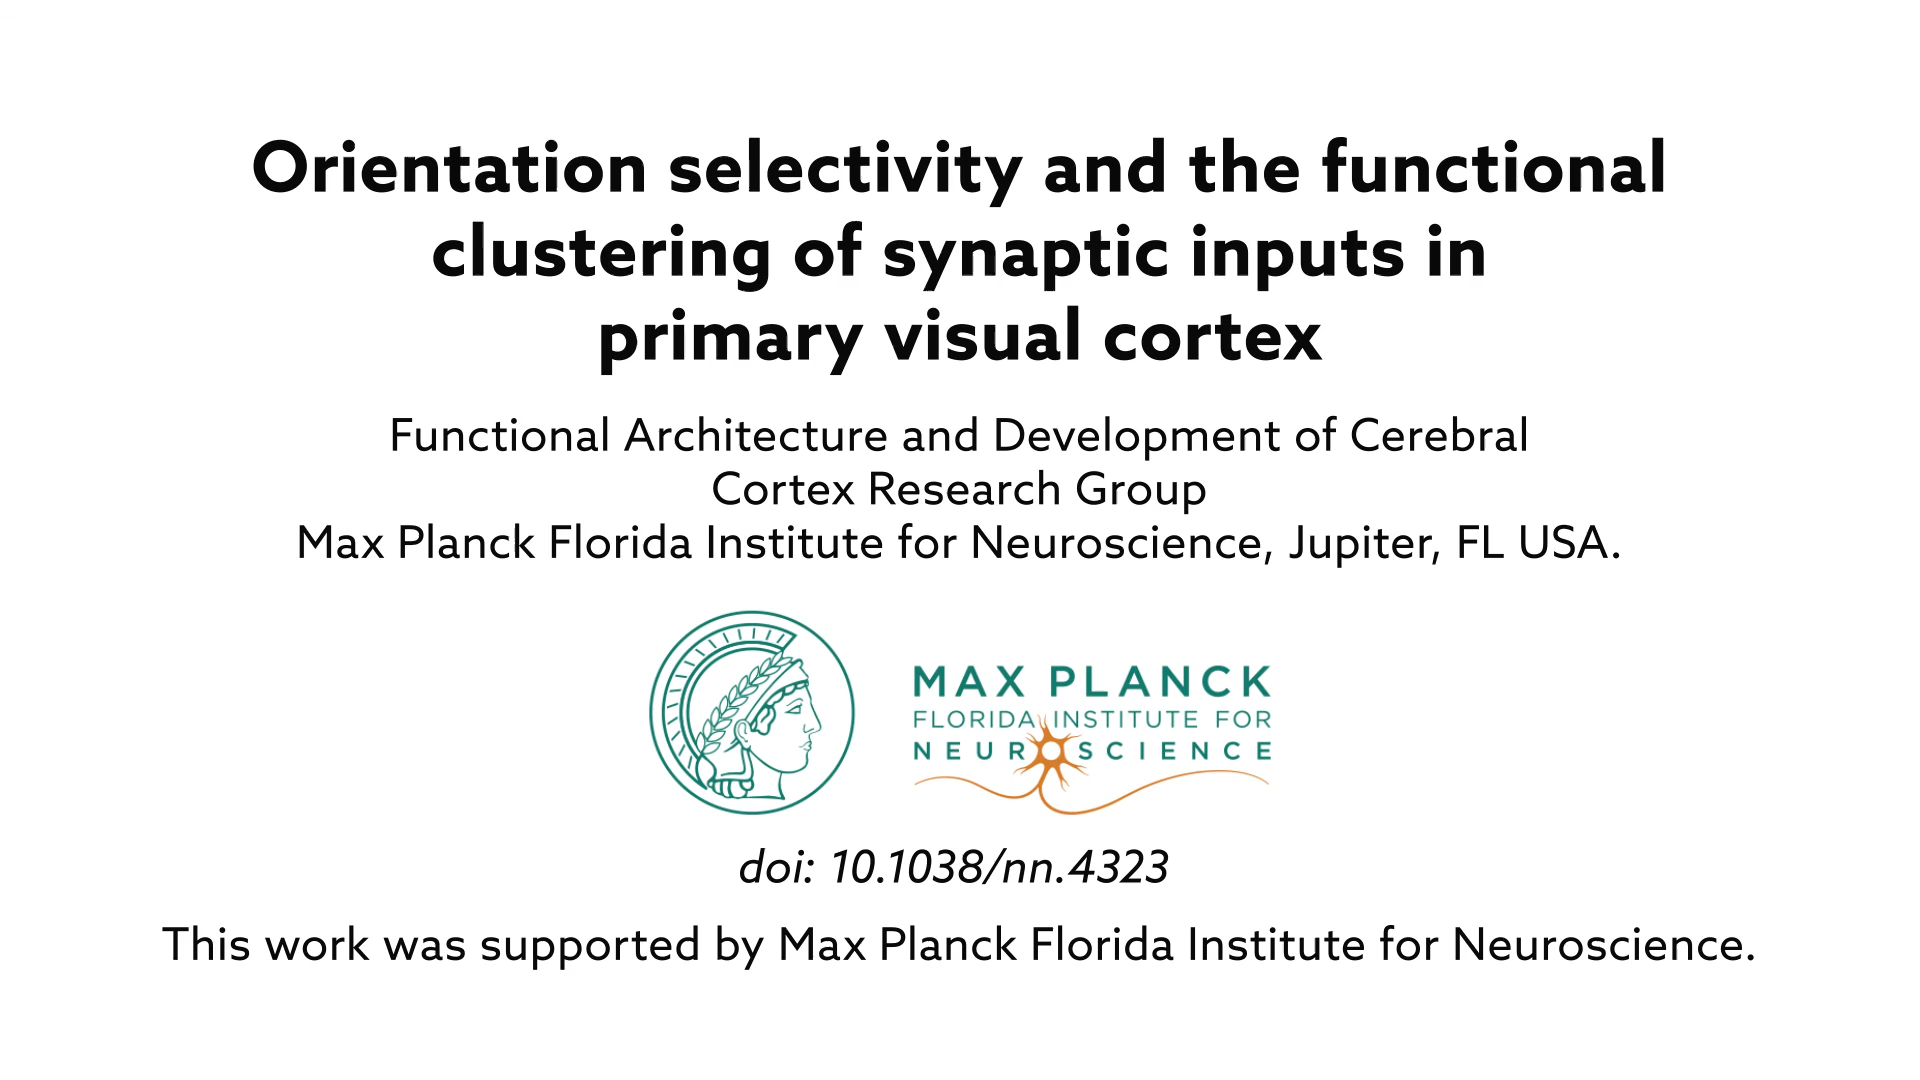 Orientation selectivity and the functional
clustering of synaptic inputs in
primary visual cortex
Functional Architecture and Development of Cerebral
Cortex Research Group
Max Planck Florida Institute for Neuroscience, Jupiter, FL USA.
MAX PLANCK
FLORIDA INSTITUTE FOR
NEUROSCIENCE
doi: 10.1038/nn.4323
This work was supported by Max Planck Florida Institute for Neuroscience.